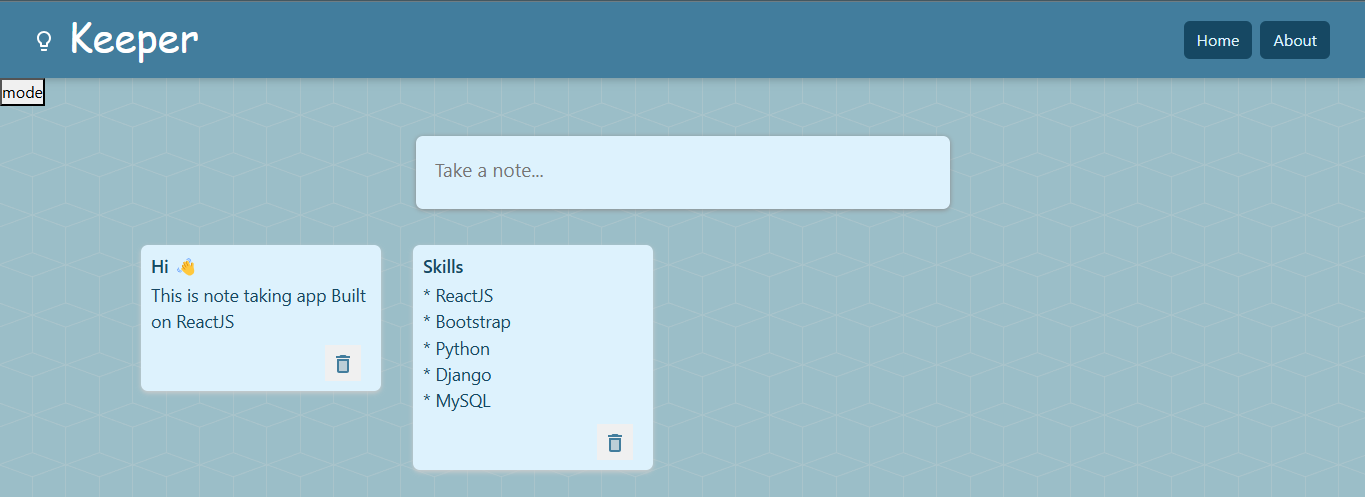 Keeper
Home
About
mode
Take a note...
Hi 👋
This is note taking app Built
on ReactJS
Skills
* ReactJS
* Bootstrap
* Python
* Django
* MySQL